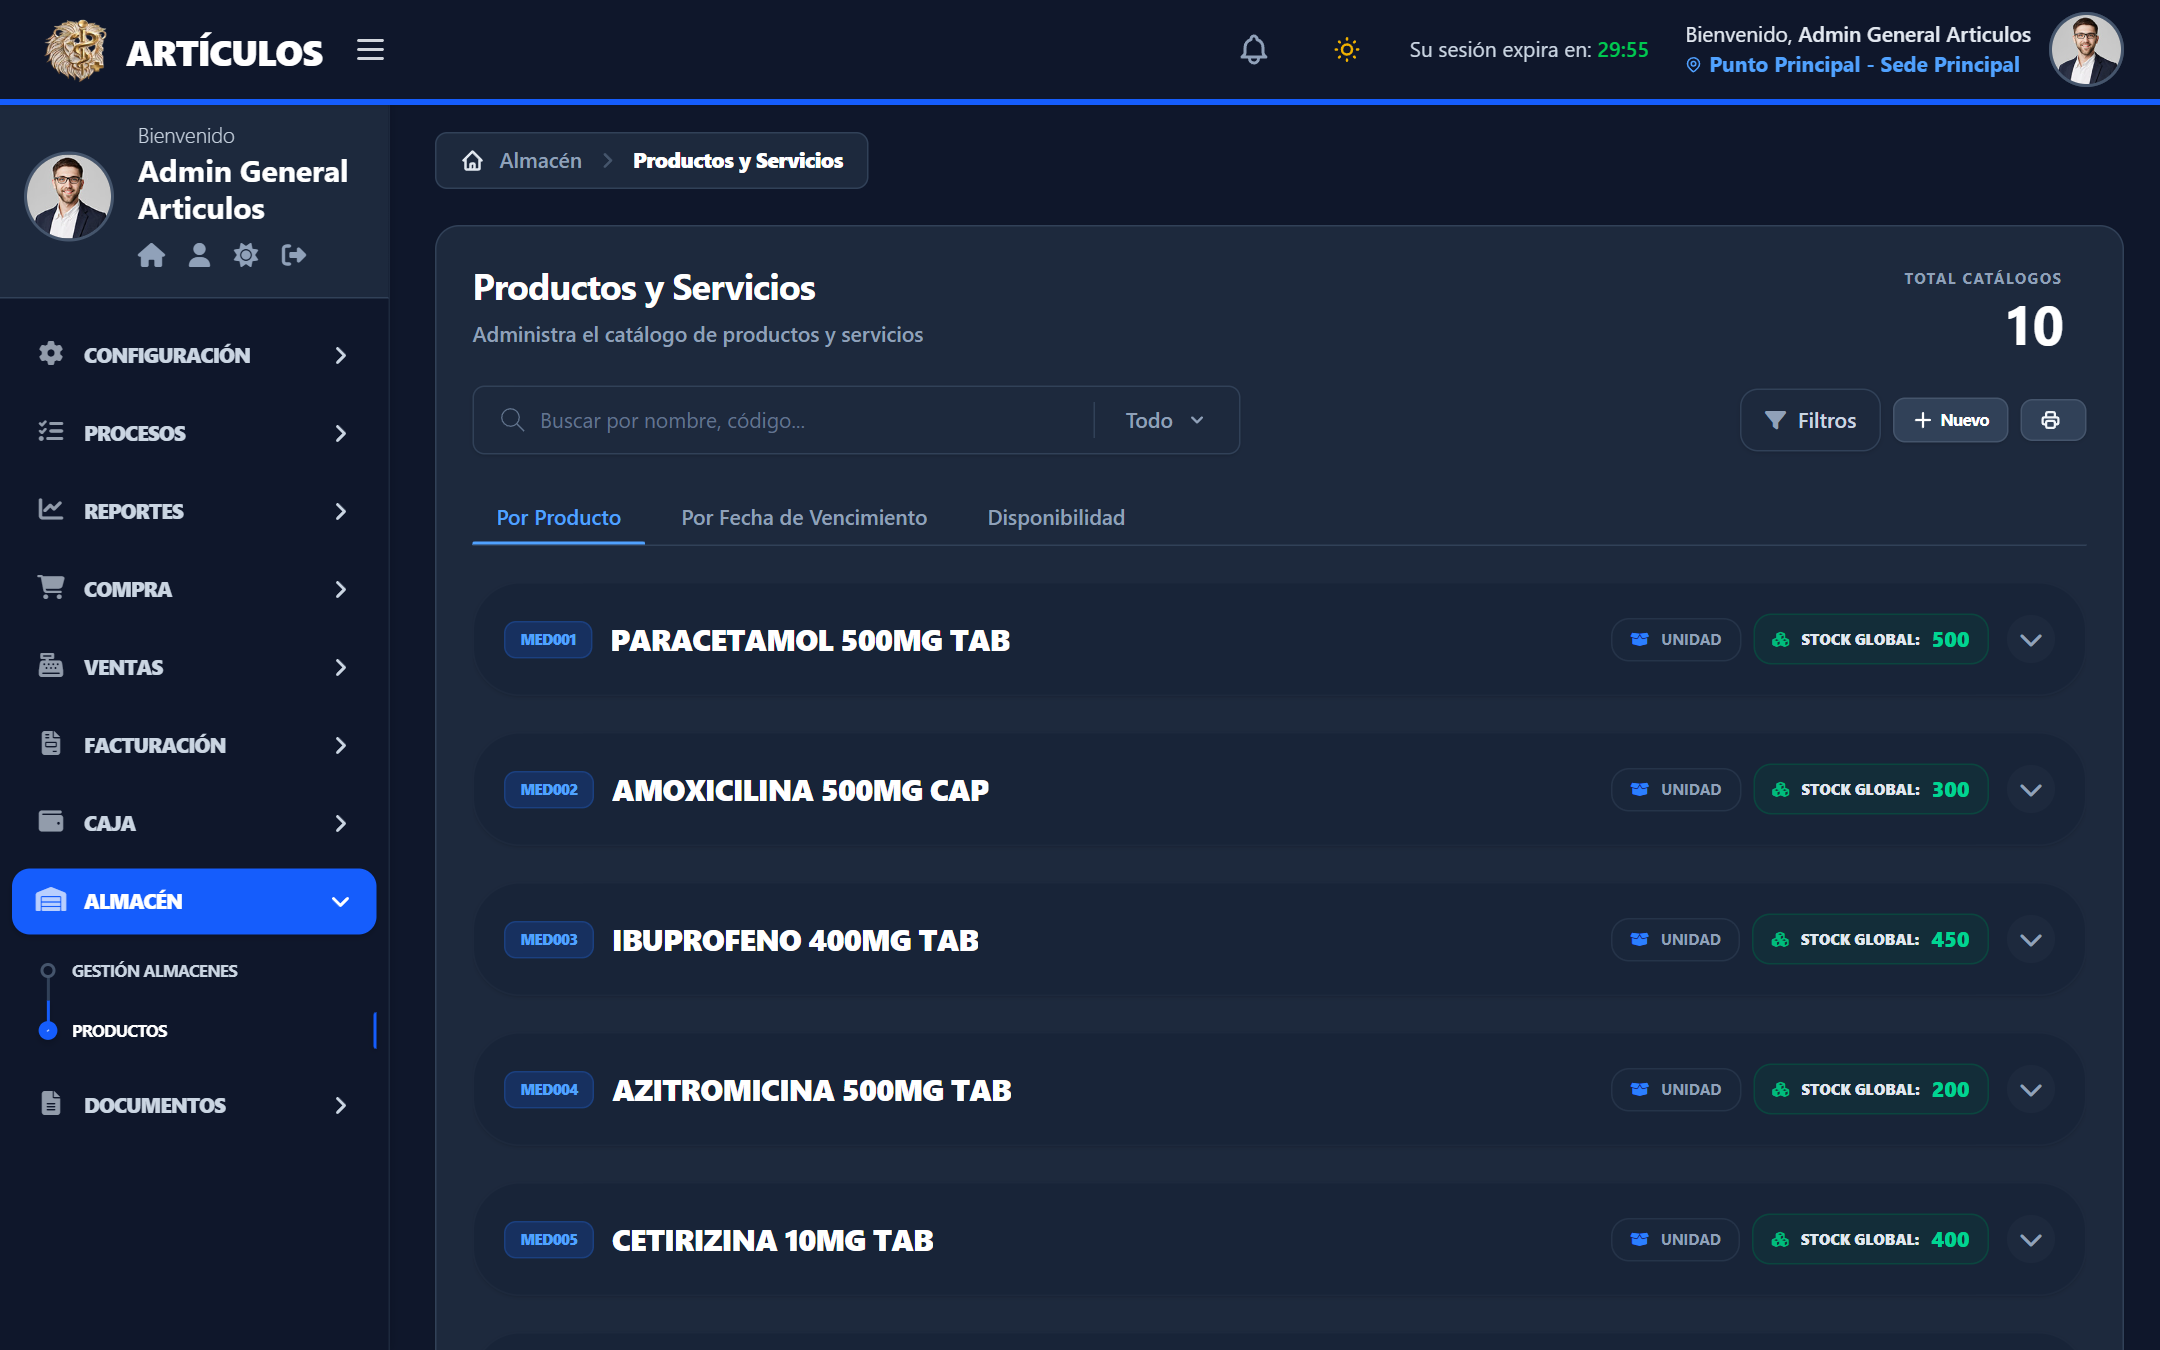 ARTÍCULOS
Su sesión expira en: 29:55
Bienvenido, Admin General Articulos
Punto Principal - Sede Principal
Bienvenido
Admin General
Articulos
CONFIGURACIÓN
PROCESOS
REPORTES
COMPRA
VENTAS
FACTURACIÓN
CAJA
ALMACÉN
GESTIÓN ALMACENES
PRODUCTOS
DOCUMENTOS
Almacén > Productos y Servicios
Productos y Servicios
Administra el catálogo de productos y servicios
TOTAL CATÁLOGOS
10
Buscar por nombre, código...
Todo
Filtros
+ Nuevo
Por Producto
Por Fecha de Vencimiento
Disponibilidad
MED001 PARACETAMOL 500MG TAB UNIDAD STOCK GLOBAL: 500
MED002 AMOXICILINA 500MG CAP UNIDAD STOCK GLOBAL: 300
MED003 IBUPROFENO 400MG TAB UNIDAD STOCK GLOBAL: 450
MED004 AZITROMICINA 500MG TAB UNIDAD STOCK GLOBAL: 200
MED005 CETIRIZINA 10MG TAB UNIDAD STOCK GLOBAL: 400